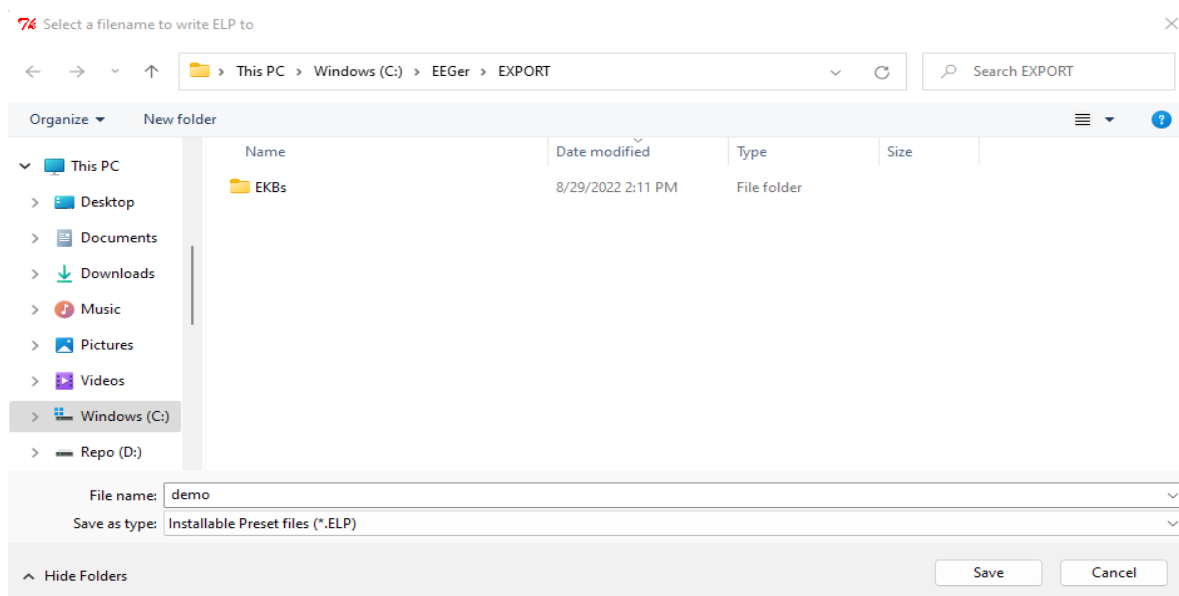 Select a filename to write ELP to
This PC > Windows (C:) > EEGer > EXPORT
Search EXPORT
Organize
New folder
Name
Date modified
Type
Size
EKBs
8/29/2022 2:11 PM
File folder
This PC
Desktop
Documents
Downloads
Music
Pictures
Videos
Windows (C:)
Repo (D:)
File name: demo
Save as type: Installable Preset files (*.ELP)
Hide Folders
Save
Cancel